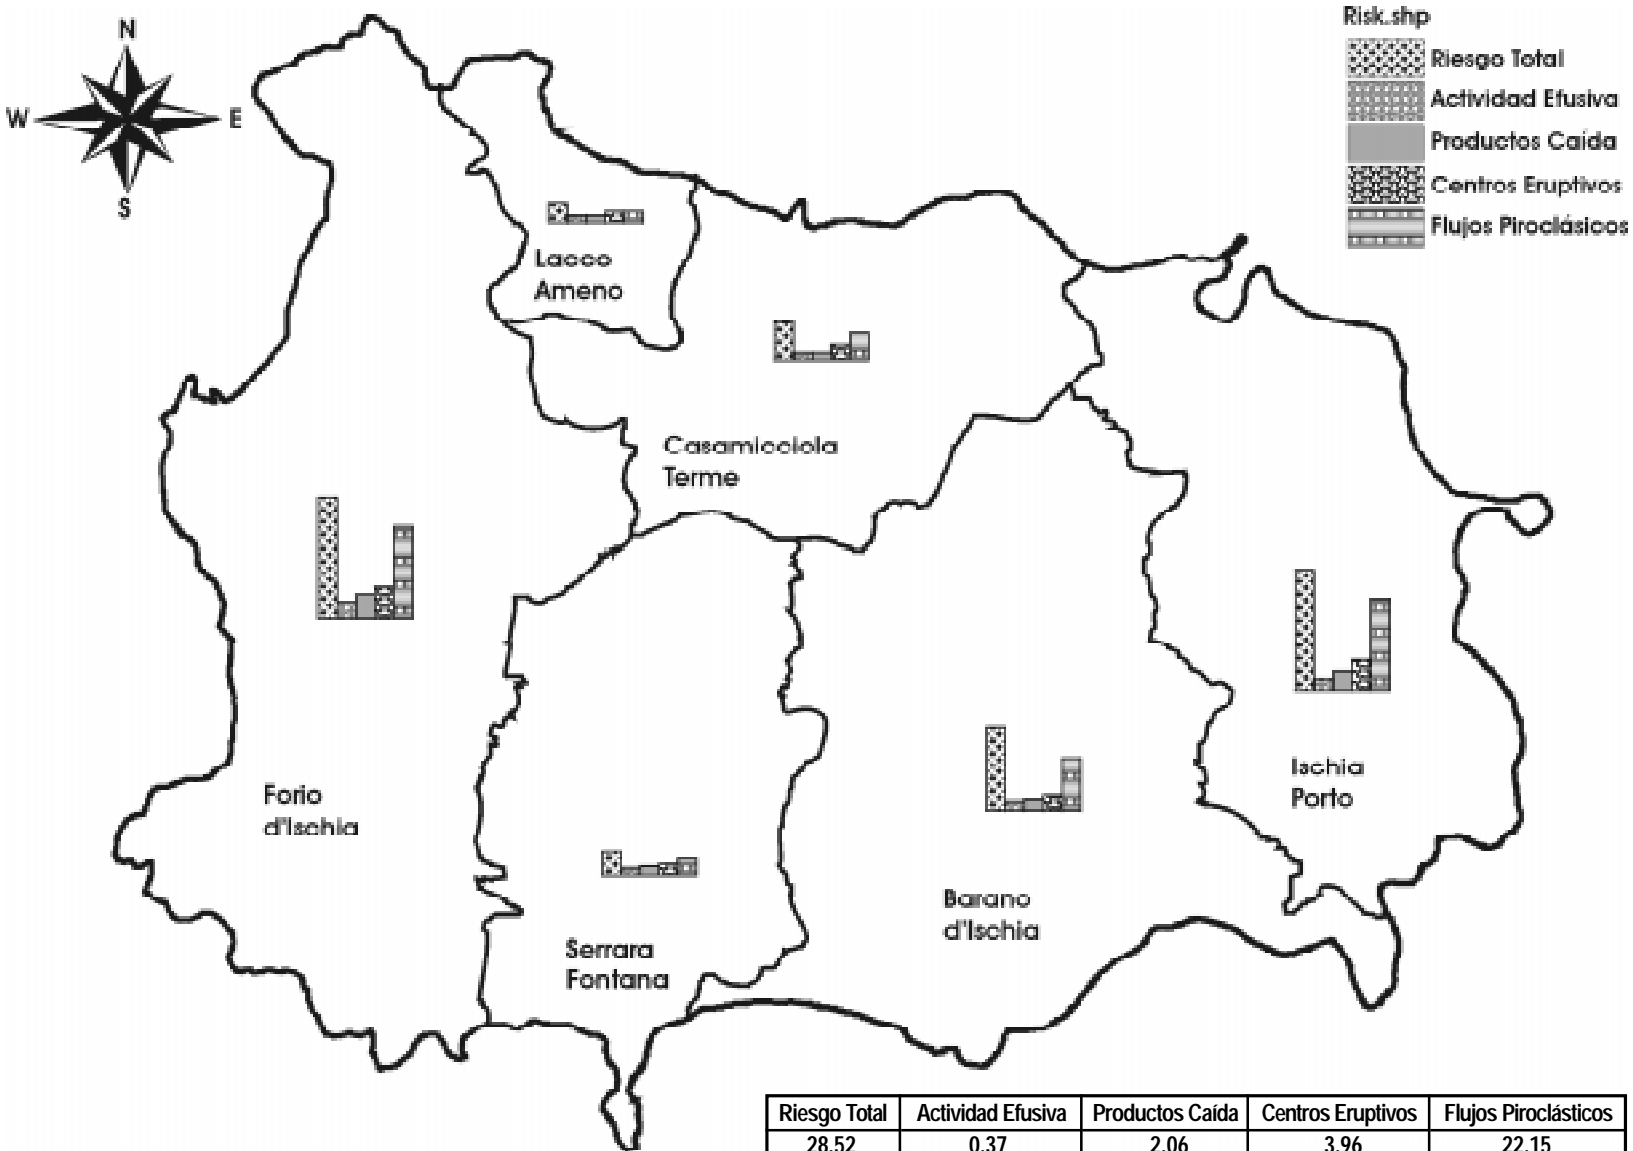 N
W E
S
Risk.shp
Riesgo Total
Actividad Efusiva
Productos Caída
Centros Eruptivos
Flujos Piroclásicos
Lacco
Ameno
Casamicciola
Terme
Forio
d'Ischia
Serrara
Fontana
Barano
d'Ischia
Ischia
Porto
Riesgo Total Actividad Efusiva Productos Caída Centros Eruptivos Flujos Piroclásticos
28.52 0.37 2.06 3.96 22.15